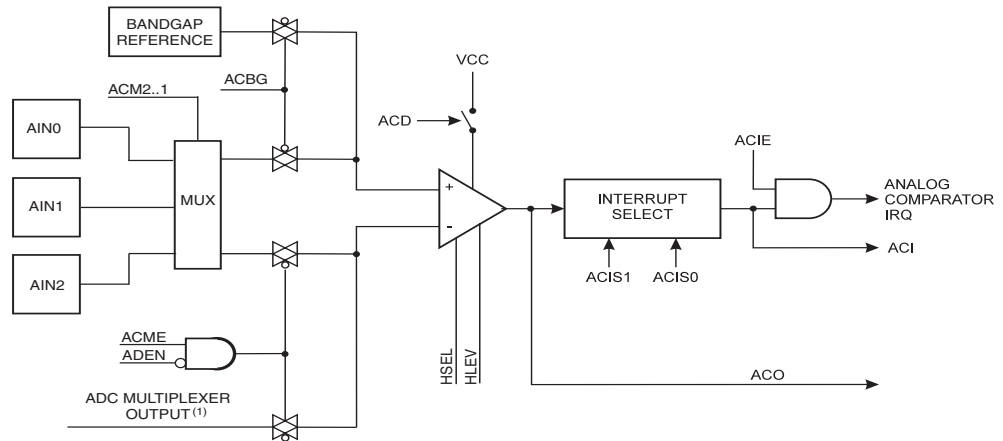 BANDGAP
REFERENCE
VCC
ACBG
ACM2..1
ACD
AIN0
ACIE
MUX
+
INTERRUPT
SELECT
ANALOG
COMPARATOR
IRQ
AIN1
-
ACI
ACIS1
ACIS0
AIN2
ACME
ADEN
HSEL
HLEV
ACO
ADC MULTIPLEXER
OUTPUT (1)